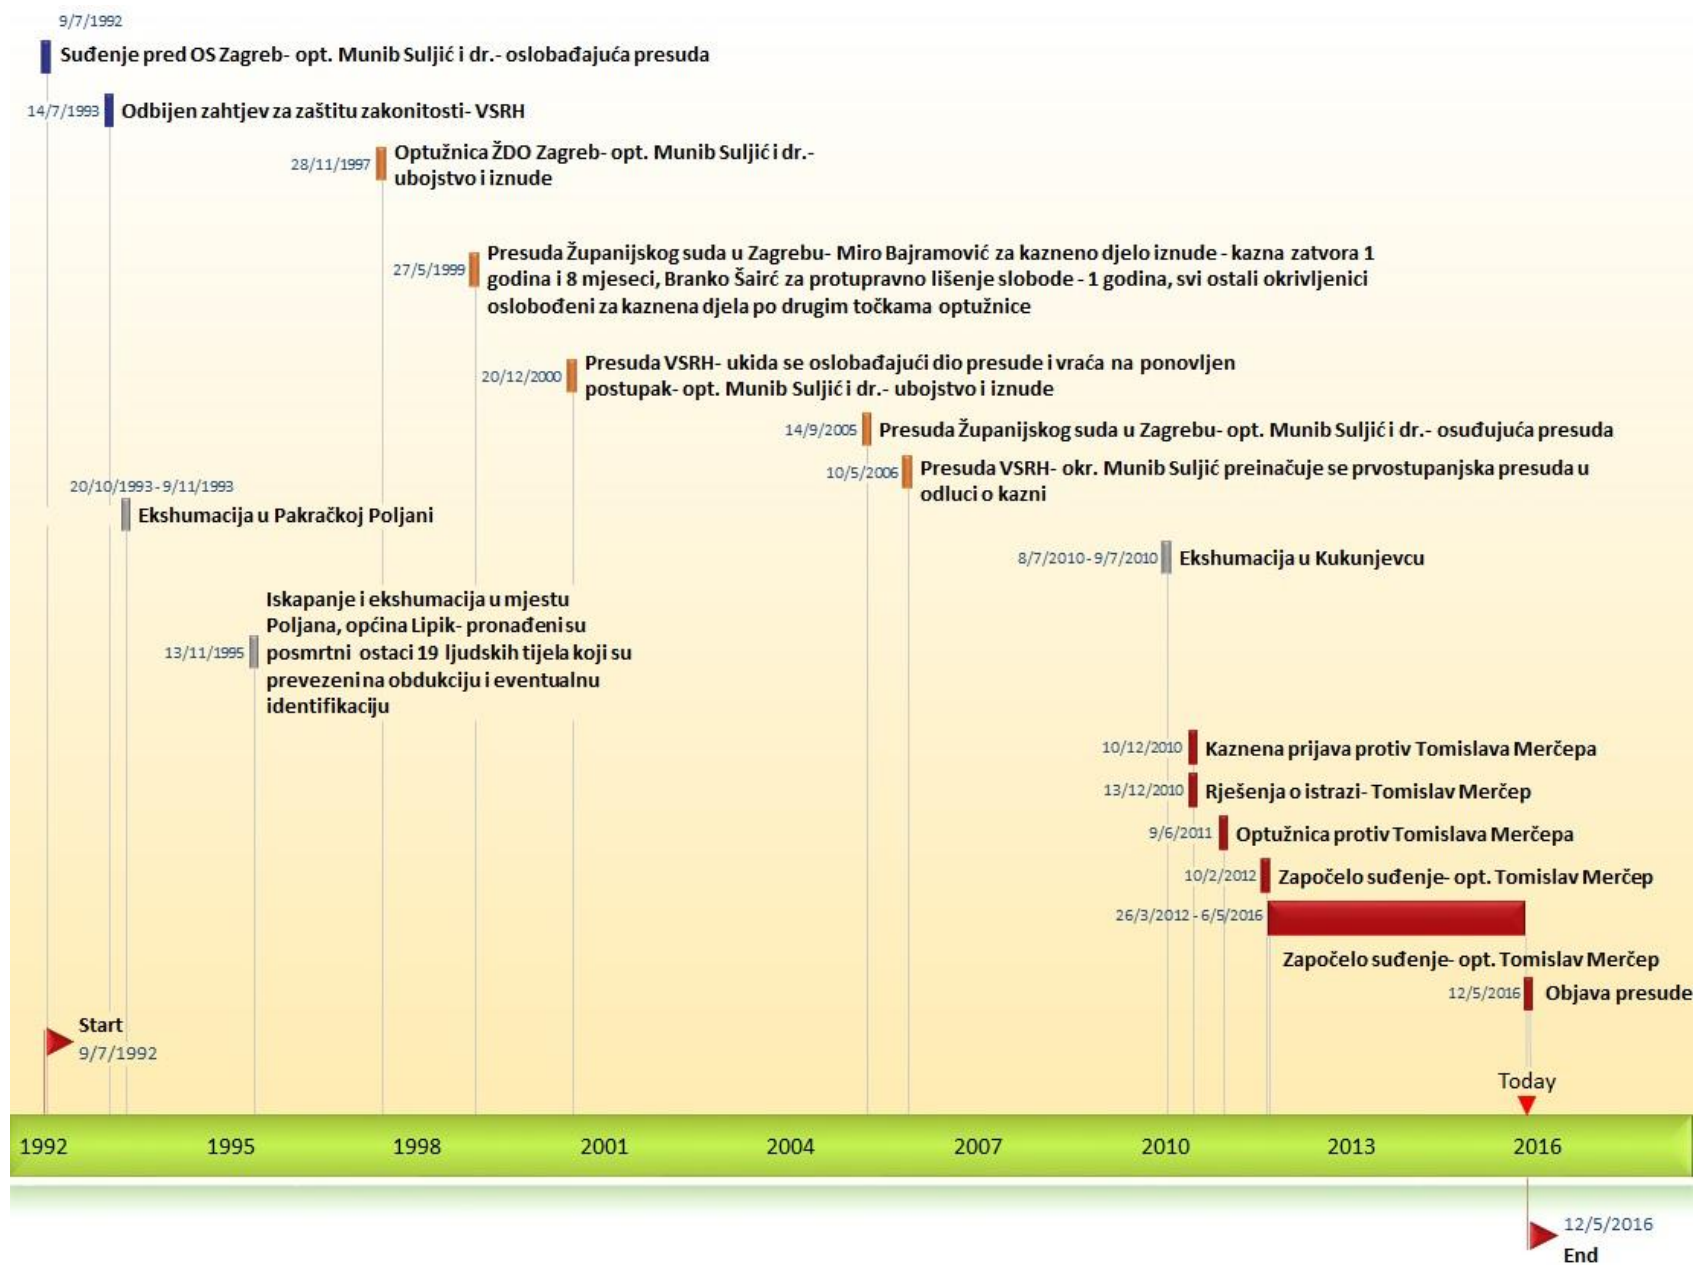 9/7/1992
Suđenje pred OS Zagreb- opt. Munib Suljić i dr.- oslobađajuća presuda
14/7/1993 Odbijen zahtjev za zaštitu zakonitosti- VSRH
28/11/1997
Optužnica ŽDO Zagreb- opt. Munib Suljić i dr.-
ubojstvo i iznude
27/5/1999
Presuda Županijskog suda u Zagrebu- Miro Bajramović za kazneno djelo iznude - kazna zatvora 1
godina i 8 mjeseci, Branko Šairć za protupravno lišenje slobode - 1 godina, svi ostali okrivljenici
oslobođeni za kaznena djela po drugim točkama optužnice
20/12/2000
Presuda VSRH- ukida se oslobađajući dio presude i vraća na ponovljen
postupak- opt. Munib Suljić i dr.- ubojstvo i iznude
14/9/2005 Presuda Županijskog suda u Zagrebu- opt. Munib Suljić i dr.- osuđujuća presuda
10/5/2006
Presuda VSRH- okr. Munib Suljić preinačuje se prvostupanjska presuda u
odluci o kazni
20/10/1993 - 9/11/1993
Ekshumacija u Pakračkoj Poljani
8/7/2010 - 9/7/2010 Ekshumacija u Kukunjevcu
13/11/1995
Iskapanje i ekshumacija u mjestu
Poljana, općina Lipik- pronađeni su
posmrtni ostaci 19 ljudskih tijela koji su
prevezeni na obdukciju i eventualnu
identifikaciju
10/12/2010 Kaznena prijava protiv Tomislava Merčepa
13/12/2010 Rješenja o istrazi- Tomislav Merčep
9/6/2011 Optužnica protiv Tomislava Merčepa
10/2/2012 Započelo suđenje- opt. Tomislav Merčep
26/3/2012 - 6/5/2016
Započelo suđenje- opt. Tomislav Merčep
12/5/2016 Objava presude
Start
9/7/1992
Today
1992 1995 1998 2001 2004 2007 2010 2013 2016
12/5/2016
End